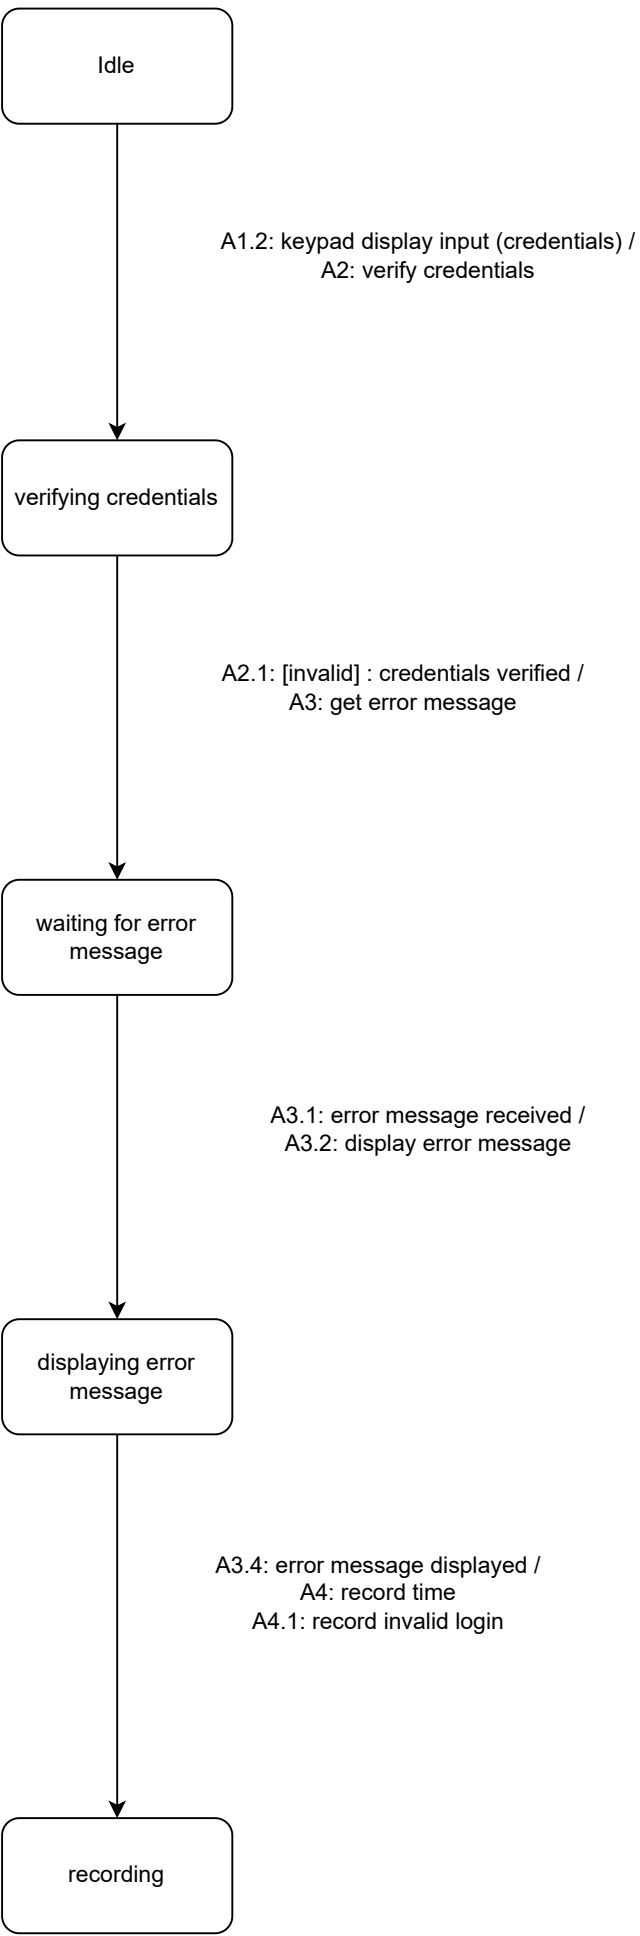 Idle
A1.2: keypad display input (credentials) /
A2: verify credentials
verifying credentials
A2.1: [invalid] : credentials verified /
A3: get error message
waiting for error
message
A3.1: error message received /
A3.2: display error message
displaying error
message
A3.4: error message displayed /
A4: record time
A4.1: record invalid login
recording